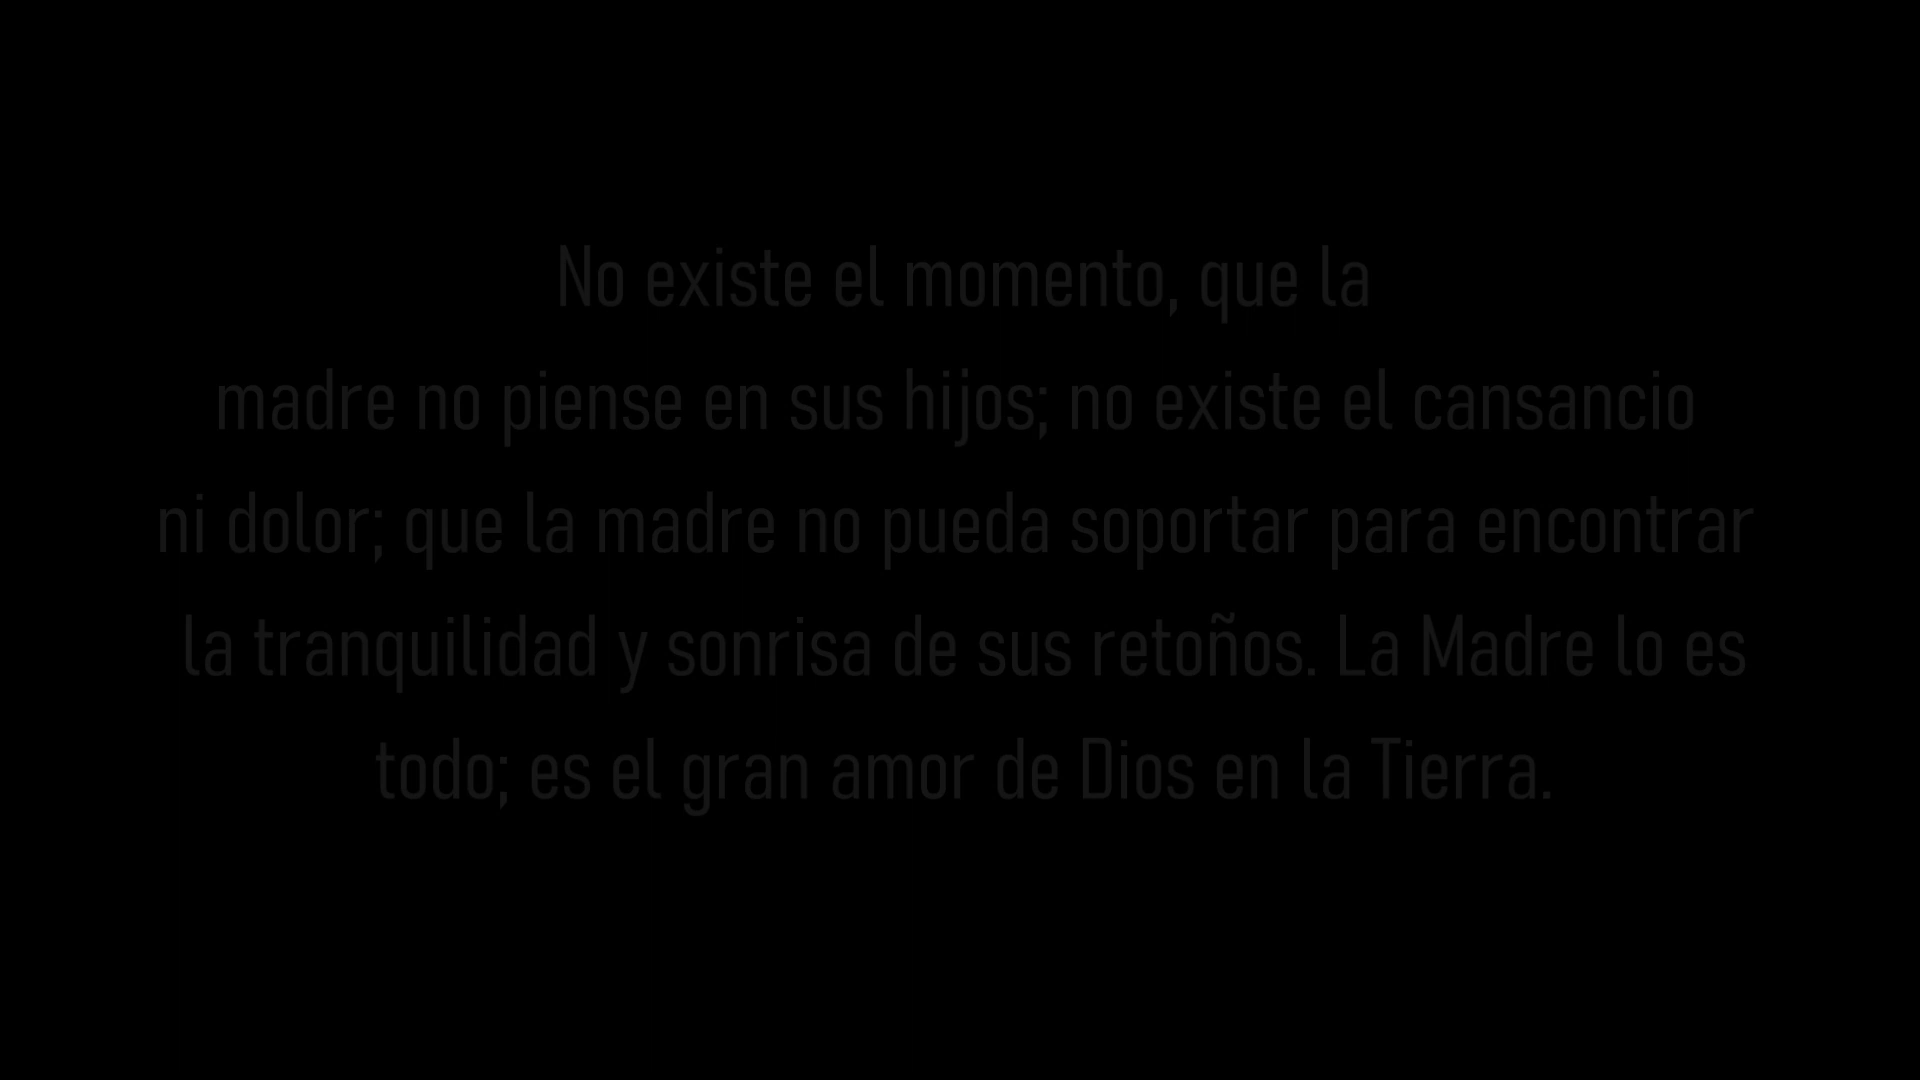 No existe el momento, que la
madre no piense en sus hijos; no existe el cansancio
ni dolor; que la madre no pueda soportar para encontrar
la tranquilidad y sonrisa de sus retoños. La Madre lo es
todo; es el gran amor de Dios en la Tierra.